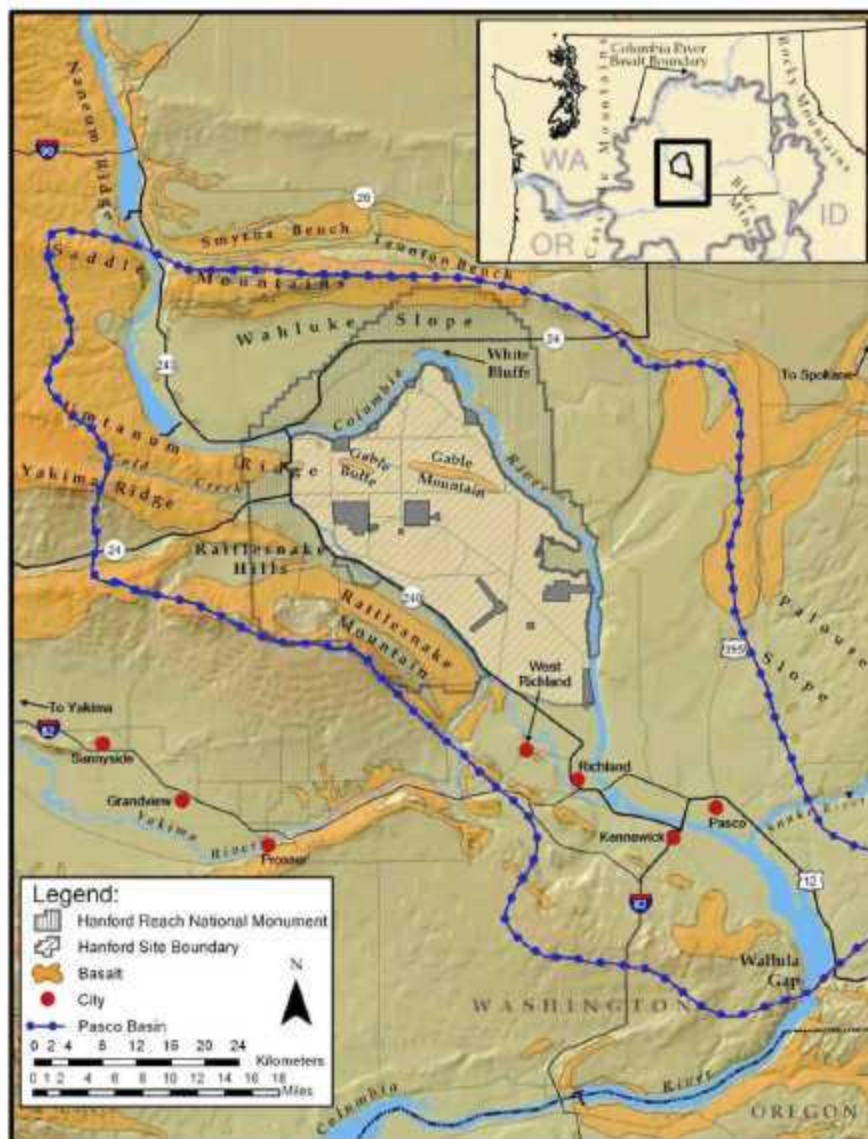 Columbia River
Basalt Boundary
Cascade Mountains
Rocky Mountains
WA
OR
ID
Naneum Ridge
90
26
Smyrna Bench
Taunton Bench
Saddle
Mountains
Wahluke Slope
24
White
Bluffs
To Spokane
243
Columbia
River
Umtanum
Ridge
Gable
Butte
Gable
Mountain
Cold
Creek
Yakima Ridge
24
Rattlesnake
Hills
240
Rattlesnake
Mountain
395
Palouse
Slope
West
Richland
To Yakima
82
Sunnyside
Richland
Grandview
Pasco
Snake River
Yakima
River
Kennewick
Prosser
12
82
Wallula
Gap
WASHINGTON
Legend:
Hanford Reach National Monument
Hanford Site Boundary
Basalt
City
Pasco Basin
N
0 2 4 8 12 16 20 24
Kilometers
0 1 2 4 6 8 10 12 14 16 18
Miles
Columbia
River
OREGON